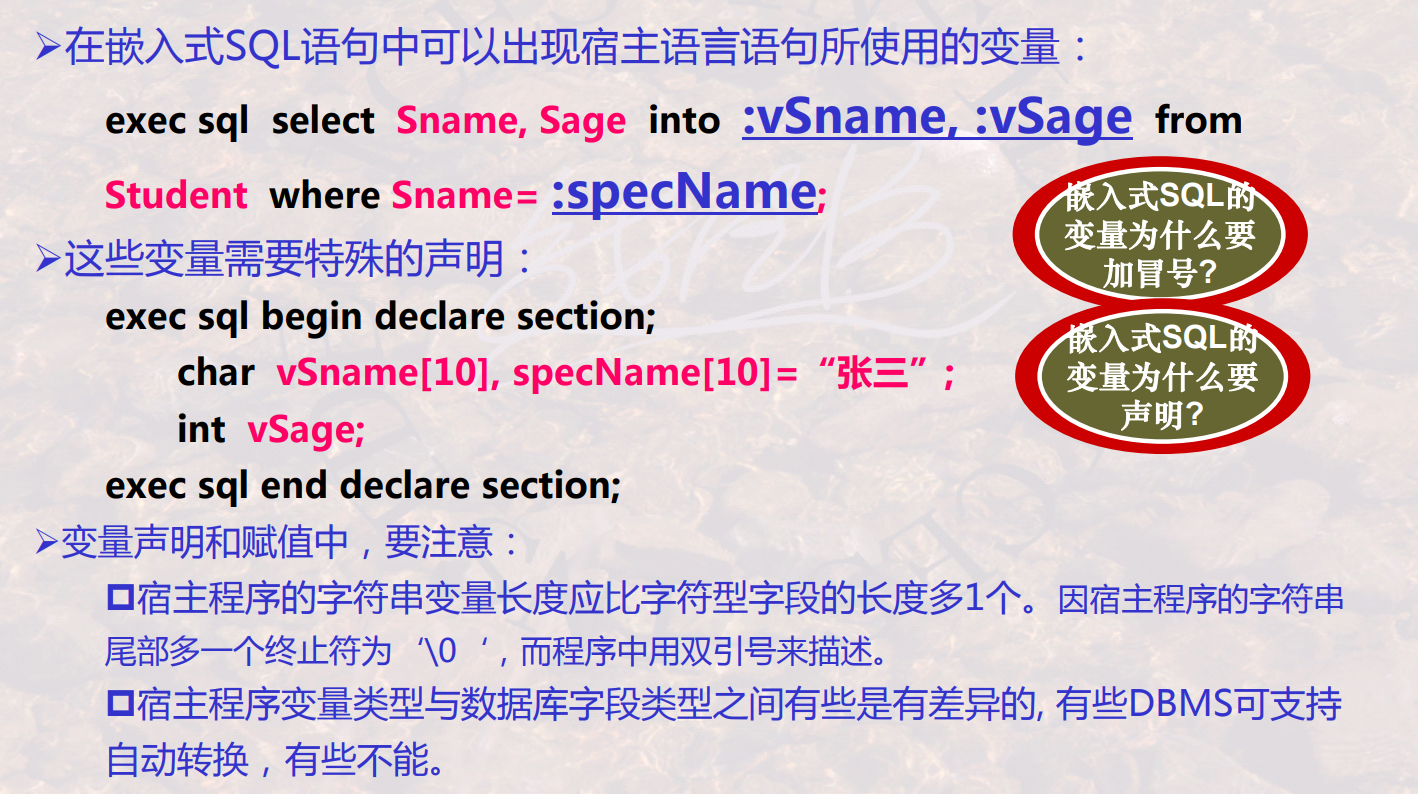 ➢在嵌入式SQL语句中可以出现宿主语言语句所使用的变量：
exec sql select Sname, Sage into :vSname, :vSage from
Student where Sname= :specName;
➢这些变量需要特殊的声明：
exec sql begin declare section;
char vSname[10], specName[10]=“张三”;
int vSage;
exec sql end declare section;
嵌入式SQL的
变量为什么要
加冒号?
嵌入式SQL的
变量为什么要
声明?
➢变量声明和赋值中，要注意：
宿主程序的字符串变量长度应比字符型字段的长度多1个。因宿主程序的字符串
尾部多一个终止符为‘\0‘，而程序中用双引号来描述。
宿主程序变量类型与数据库字段类型之间有些是有差异的, 有些DBMS可支持
自动转换，有些不能。